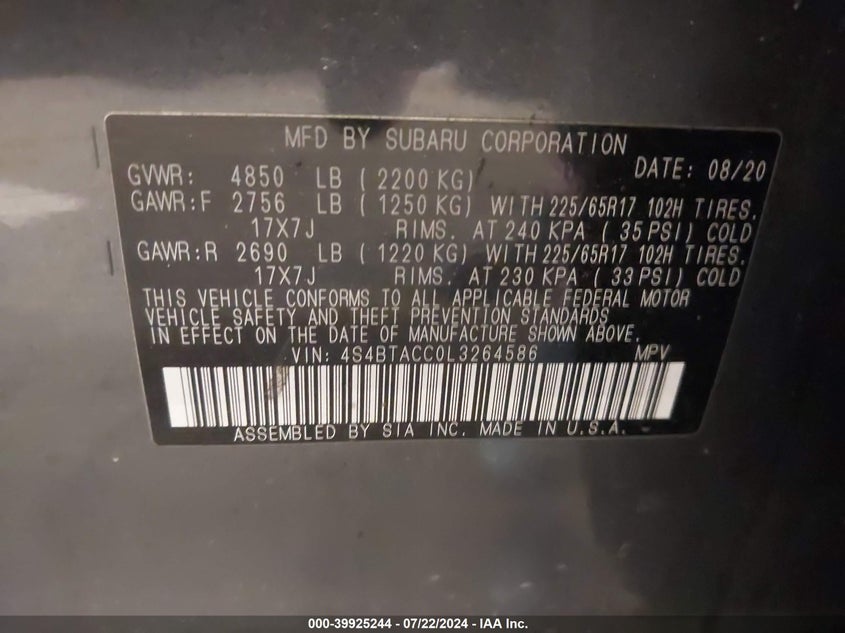 MFD BY SUBARU CORPORATION
DATE: 08/20
GVWR: 4850 LB ( 2200 KG)
GAWR:F 2756 LB ( 1250 KG) WITH 225/65R17 102H TIRES.
17X7J RIMS. AT 240 KPA ( 35 PSI) COLD
GAWR:R 2690 LB ( 1220 KG) WITH 225/65R17 102H TIRES.
17X7J RIMS. AT 230 KPA ( 33 PSI) COLD
THIS VEHICLE CONFORMS TO ALL APPLICABLE FEDERAL MOTOR
VEHICLE SAFETY AND THEFT PREVENTION STANDARDS
IN EFFECT ON THE DATE OF MANUFACTURE SHOWN ABOVE.
VIN: 4S4BTACC0L3264586 MPV
ASSEMBLED BY SIA INC. MADE IN U.S.A.
000-39925244 - 07/22/2024 - IAA Inc.